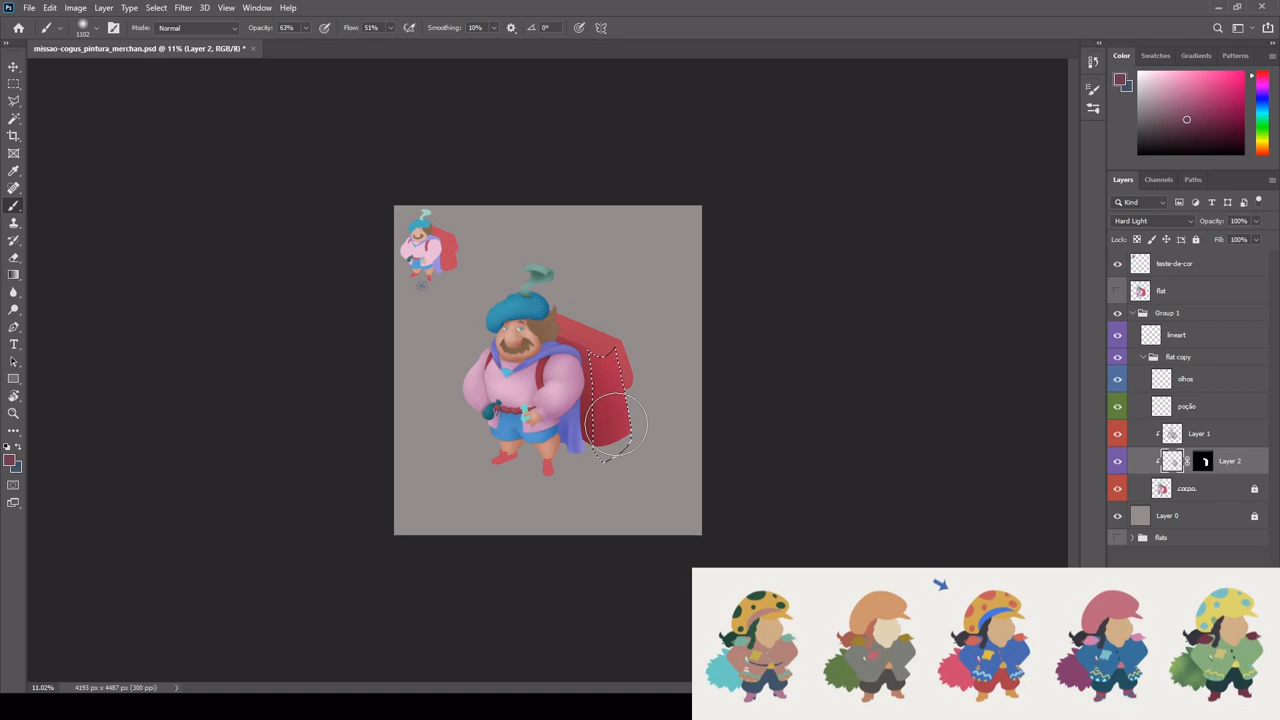 Ps File Edit Image Layer Type Select Filter 3D View Window Help
1102 Mode: Normal Opacity: 63% Flow: 51% Smoothing: 10% 0°
missao-cogus_pintura_merchan.psd @ 11% (Layer 2, RGB/8) *
Color Swatches Gradients Patterns
Layers Channels Paths
Kind
Hard Light Opacity: 100%
Lock: Fill: 100%
teste-de-cor
flat
Group 1
lineart
flat copy
olhos
poção
Layer 1
Layer 2
corpo
Layer 0
flats
11.02% 4193 px x 4487 px (300 ppi)